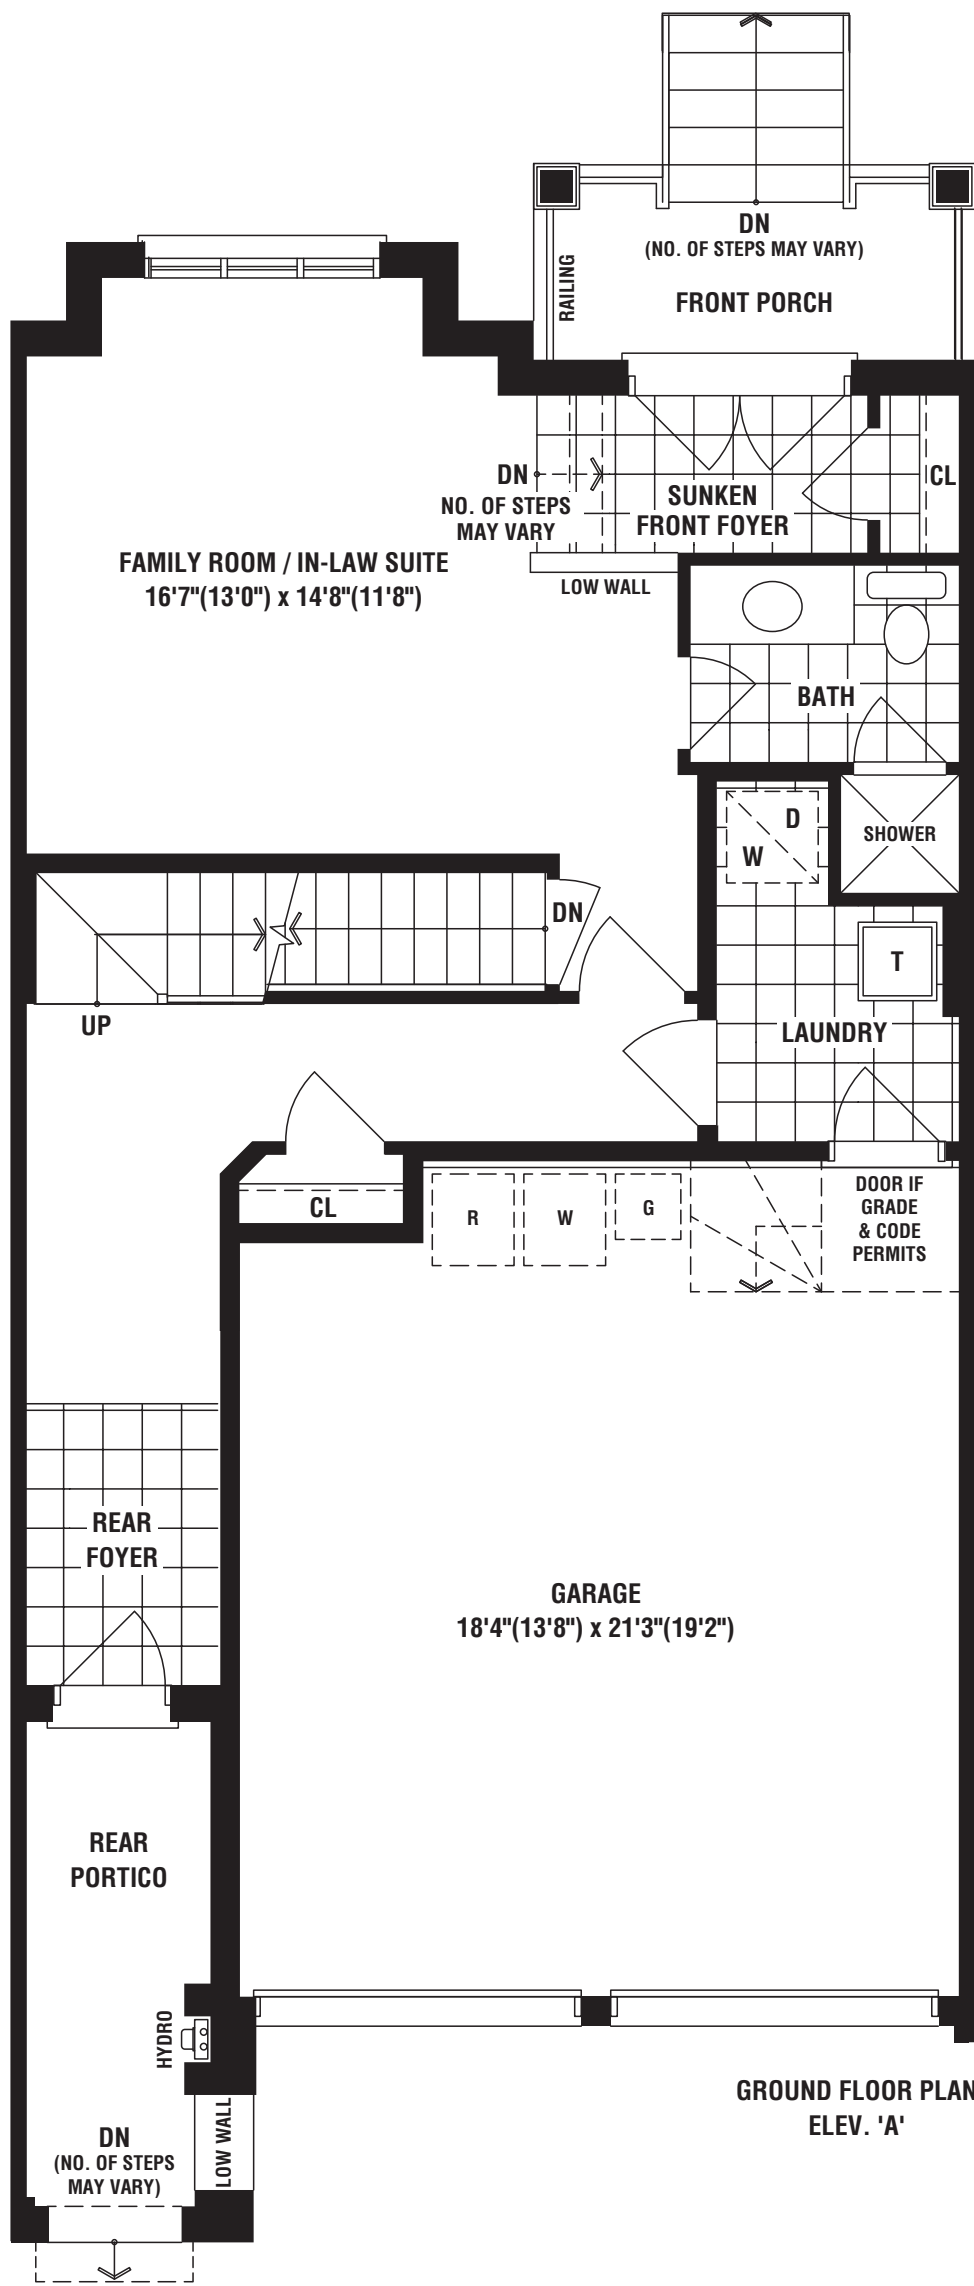 DN
(NO. OF STEPS MAY VARY)
RAILING
FRONT PORCH
DN
NO. OF STEPS
MAY VARY
SUNKEN
FRONT FOYER
CL
FAMILY ROOM / IN-LAW SUITE
16'7"(13'0") x 14'8"(11'8")
LOW WALL
BATH
D
W
SHOWER
DN
T
UP
LAUNDRY
CL
R
W
G
DOOR IF
GRADE
& CODE
PERMITS
REAR
FOYER
GARAGE
18'4"(13'8") x 21'3"(19'2")
REAR
PORTICO
HYDRO
GROUND FLOOR PLAN
ELEV. 'A'
LOW WALL
DN
(NO. OF STEPS
MAY VARY)